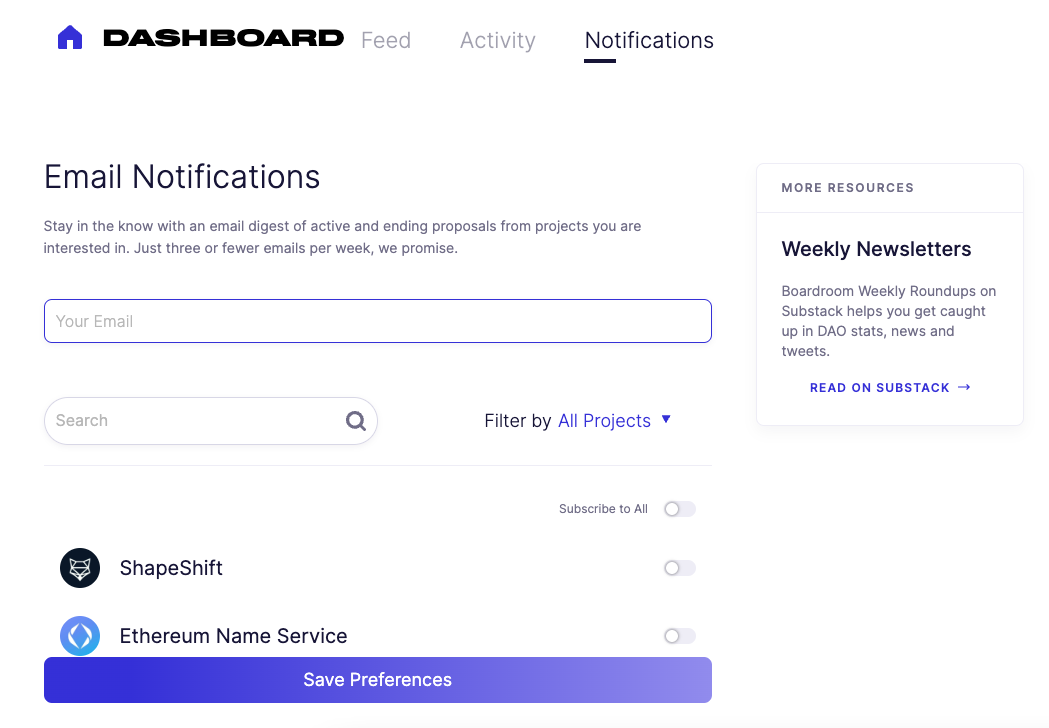 DASHBOARD Feed Activity Notifications
Email Notifications
Stay in the know with an email digest of active and ending proposals from projects you are
interested in. Just three or fewer emails per week, we promise.
Your Email
Search
Filter by All Projects
Subscribe to All
ShapeShift
Ethereum Name Service
Save Preferences
MORE RESOURCES
Weekly Newsletters
Boardroom Weekly Roundups on
Substack helps you get caught
up in DAO stats, news and
tweets.
READ ON SUBSTACK →